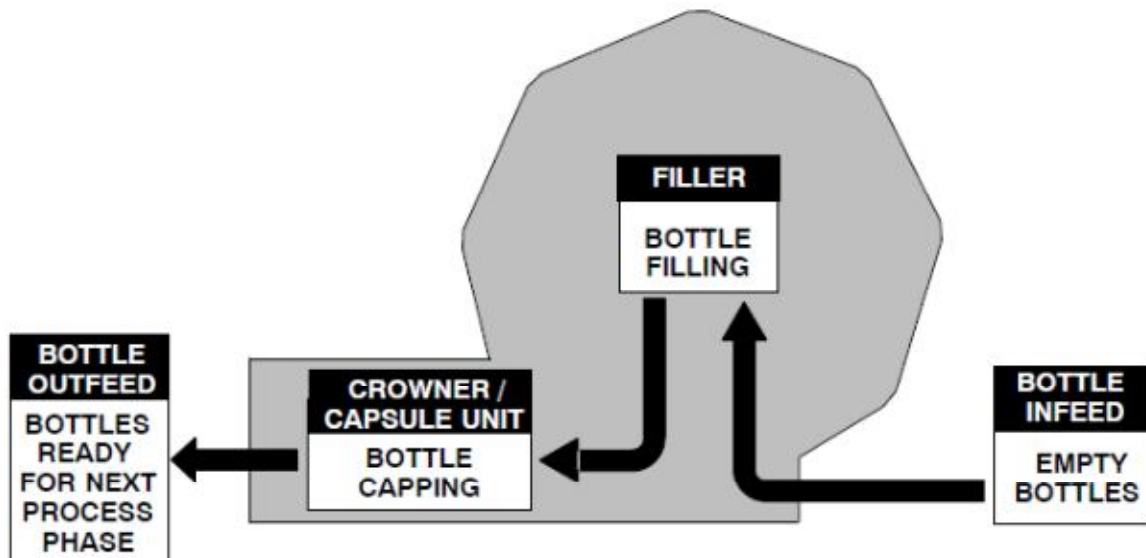 FILLER
BOTTLE
FILLING
BOTTLE
OUTFEED
BOTTLES
READY
FOR NEXT
PROCESS
PHASE
CROWNER /
CAPSULE UNIT
BOTTLE
CAPPING
BOTTLE
INFEED
EMPTY
BOTTLES